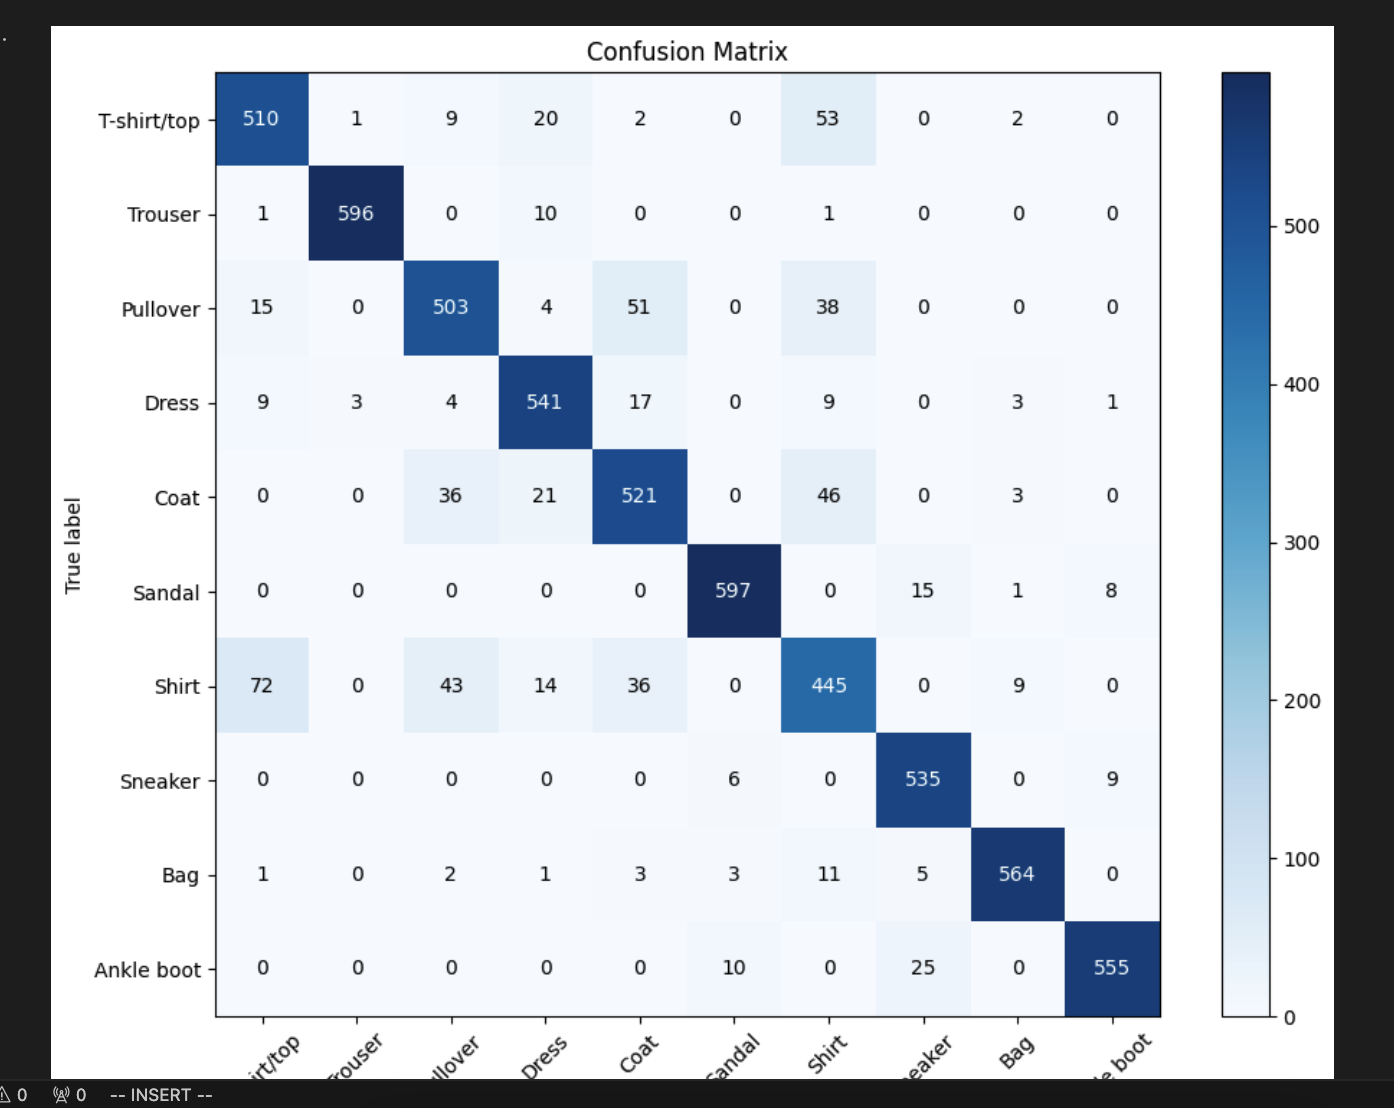 Confusion Matrix
T-shirt/top 510 1 9 20 2 0 53 0 2 0
Trouser 1 596 0 10 0 0 1 0 0 0
Pullover 15 0 503 4 51 0 38 0 0 0
Dress 9 3 4 541 17 0 9 0 3 1
Coat 0 0 36 21 521 0 46 0 3 0
Sandal 0 0 0 0 0 597 0 15 1 8
Shirt 72 0 43 14 36 0 445 0 9 0
Sneaker 0 0 0 0 0 6 0 535 0 9
Bag 1 0 2 1 3 3 11 5 564 0
Ankle boot 0 0 0 0 0 10 0 25 0 555
True label
irt/top rouser llover Dress Coat Sandal Shirt eaker Bag le boot
500
400
300
200
100
0
0 0 -- INSERT --